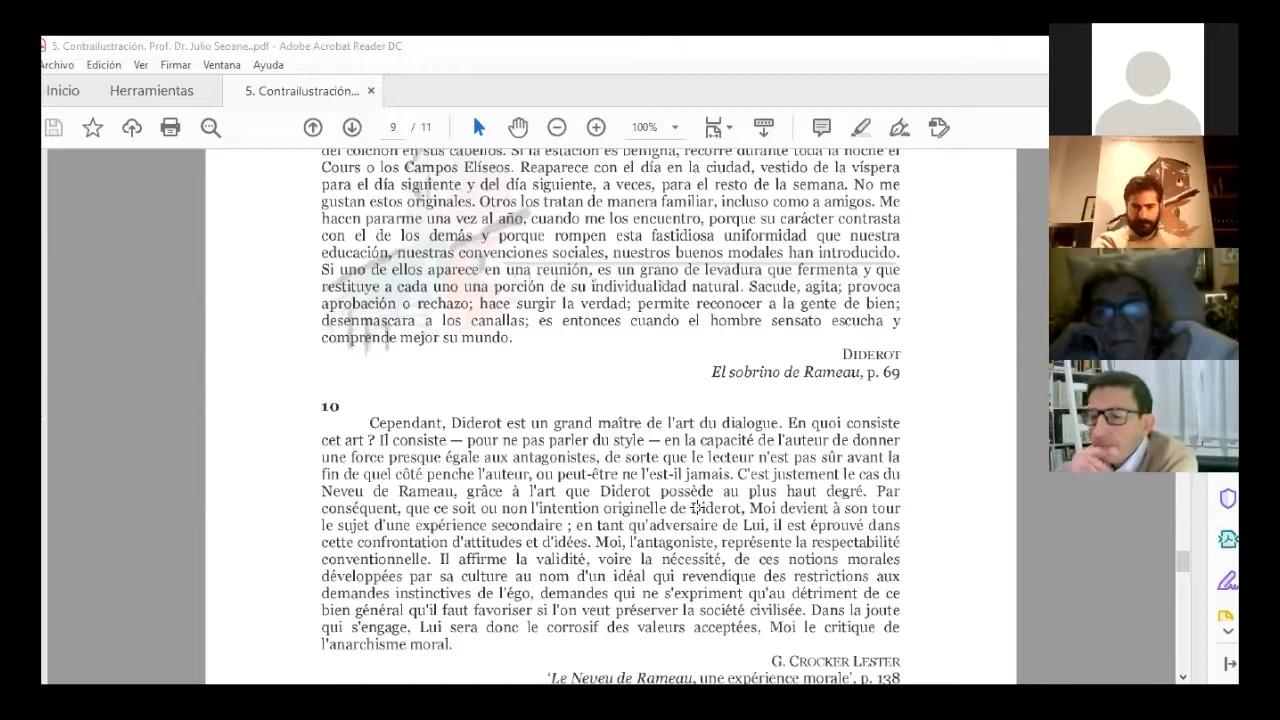 5. Contrailustración. Prof. Dr. Julio Seoane..pdf - Adobe Acrobat Reader DC
Archivo Edición Ver Firmar Ventana Ayuda
Inicio Herramientas 5. Contrailustración... ×
9 / 11 100%
del colchón en sus cabellos. Si la estación es benigna, recorre durante toda la noche el
Cours o los Campos Elíseos. Reaparece con el día en la ciudad, vestido de la víspera
para el día siguiente y del día siguiente, a veces, para el resto de la semana. No me
gustan estos originales. Otros los tratan de manera familiar, incluso como a amigos. Me
hacen pararme una vez al año, cuando me los encuentro, porque su carácter contrasta
con el de los demás y porque rompen esta fastidiosa uniformidad que nuestra
educación, nuestras convenciones sociales, nuestros buenos modales han introducido.
Si uno de ellos aparece en una reunión, es un grano de levadura que fermenta y que
restituye a cada uno una porción de su individualidad natural. Sacude, agita; provoca
aprobación o rechazo; hace surgir la verdad; permite reconocer a la gente de bien;
desenmascara a los canallas; es entonces cuando el hombre sensato escucha y
comprende mejor su mundo.
DIDEROT
El sobrino de Rameau, p. 69
10
Cependant, Diderot est un grand maître de l'art du dialogue. En quoi consiste
cet art ? Il consiste — pour ne pas parler du style — en la capacité de l'auteur de donner
une force presque égale aux antagonistes, de sorte que le lecteur n'est pas sûr avant la
fin de quel côté penche l'auteur, ou peut-être ne l'est-il jamais. C'est justement le cas du
Neveu de Rameau, grâce à l'art que Diderot possède au plus haut degré. Par
conséquent, que ce soit ou non l'intention originelle de Diderot, Moi devient à son tour
le sujet d'une expérience secondaire ; en tant qu'adversaire de Lui, il est éprouvé dans
cette confrontation d'attitudes et d'idées. Moi, l'antagoniste, représente la respectabilité
conventionnelle. Il affirme la validité, voire la nécessité, de ces notions morales
développées par sa culture au nom d'un idéal qui revendique des restrictions aux
demandes instinctives de l'égo, demandes qui ne s'expriment qu'au détriment de ce
bien général qu'il faut favoriser si l'on veut préserver la société civilisée. Dans la joute
qui s'engage, Lui sera donc le corrosif des valeurs acceptées, Moi le critique de
l'anarchisme moral.
G. CROCKER LESTER
'Le Neveu de Rameau, une expérience morale', p. 138